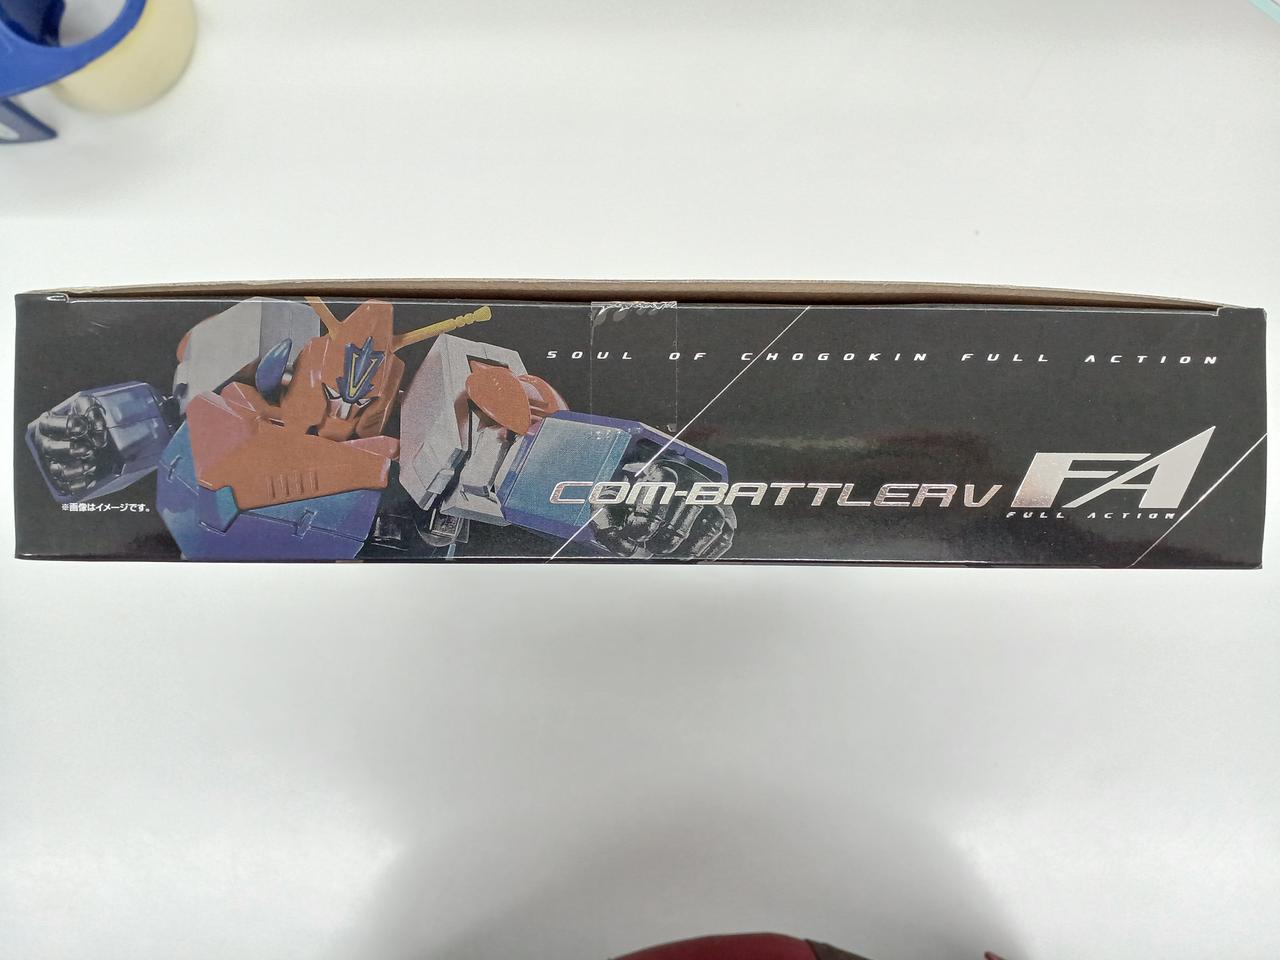 SOUL OF CHOGOKIN FULL ACTION
V
COM-BATTLER V FA
FULL ACTION
※画像はイメージです。